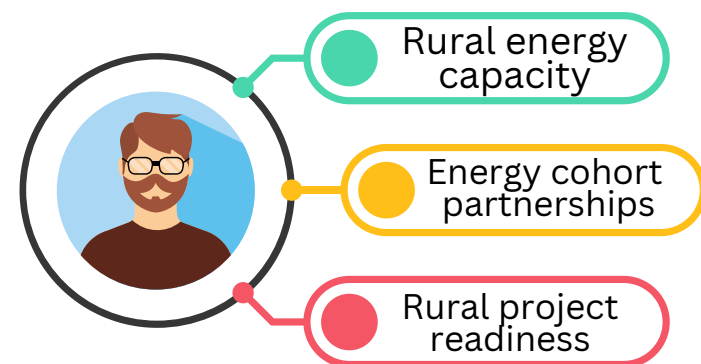 Rural energy
capacity
Energy cohort
partnerships
Rural project
readiness